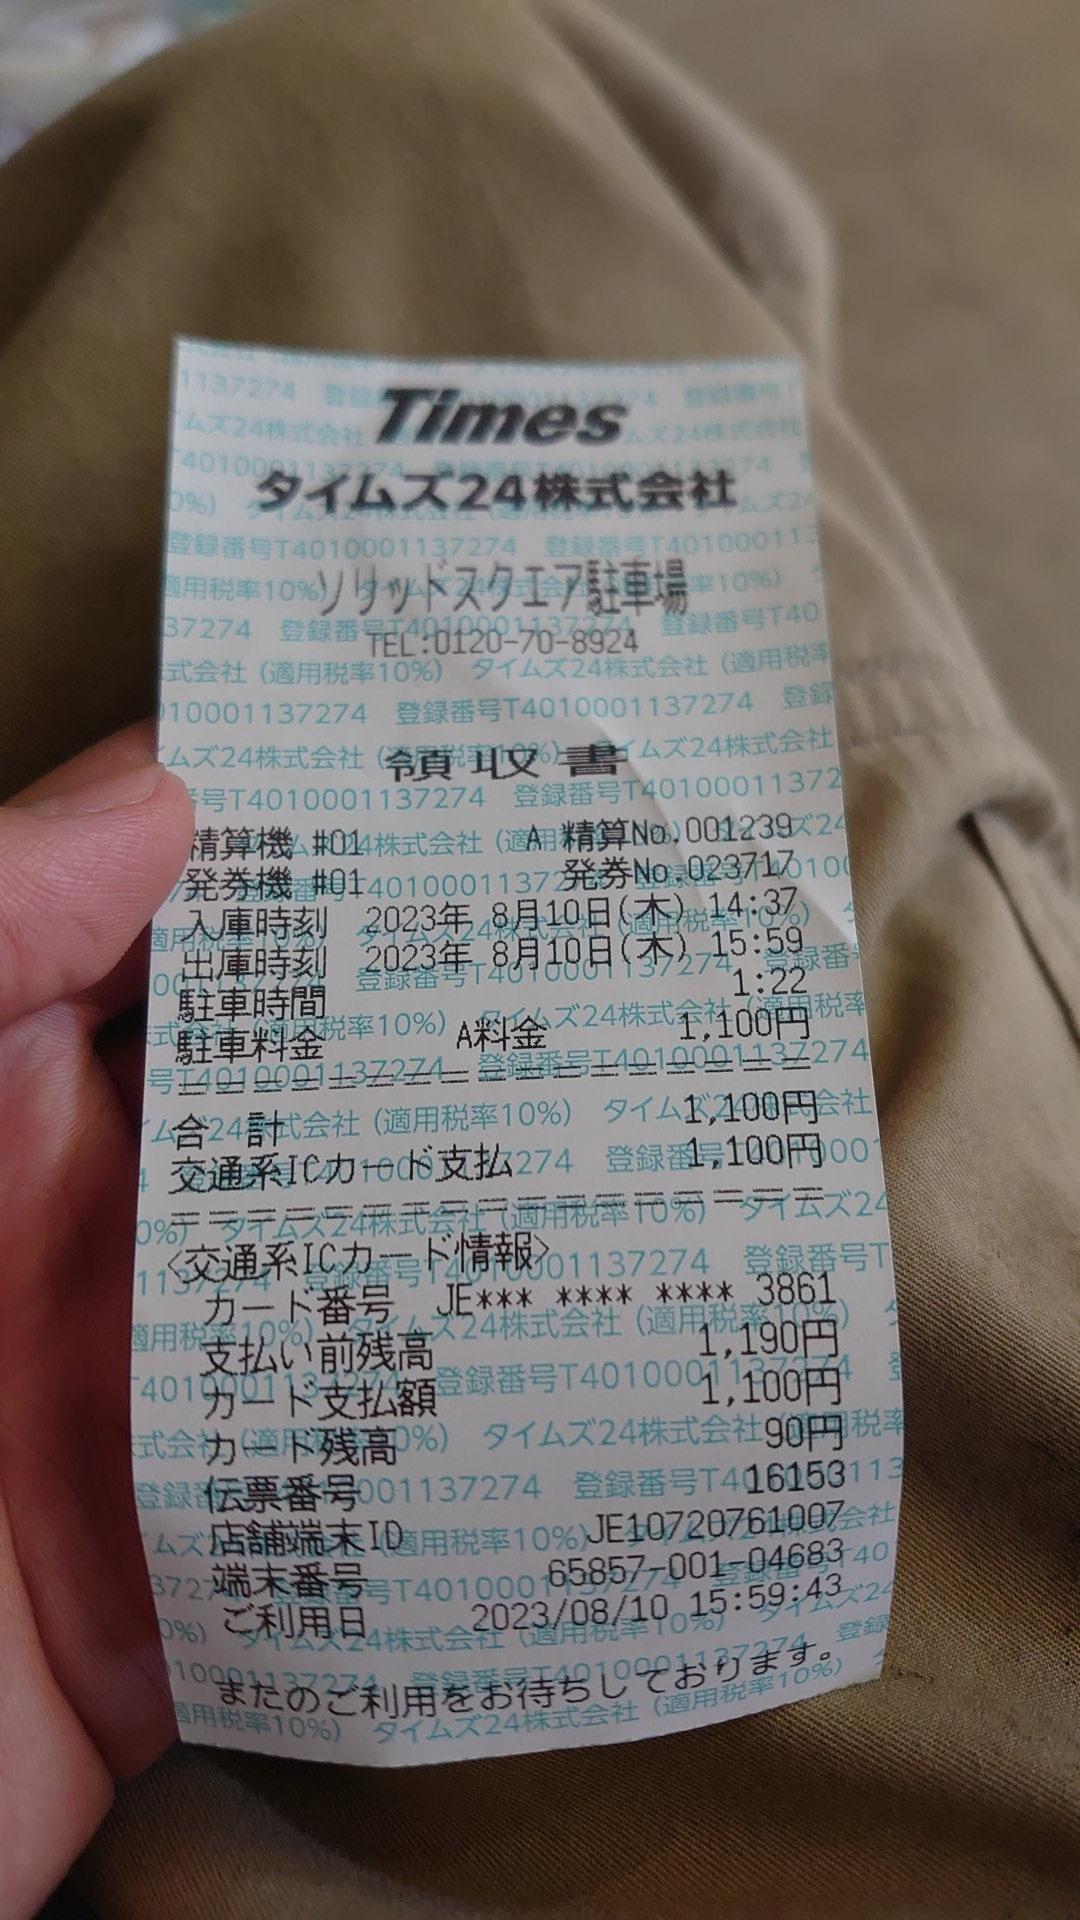 Times
タイムズ24株式会社
ソリッドスクエア駐車場
TEL:0120-70-8924
領収書
精算機 #01 A 精算No.001239
発券機 #01 発券No.023717
入庫時刻 2023年 8月10日(木) 14:37
出庫時刻 2023年 8月10日(木) 15:59
駐車時間 1:22
駐車料金 A料金 1,100円
合 計 1,100円
交通系ICカード支払 1,100円
<交通系ICカード情報>
カード番号 JE*** **** **** 3861
支払い前残高 1,190円
カード支払額 1,100円
カード残高 90円
伝票番号 16153
店舗端末ID JE10720761007
端末番号 65857-001-04683
ご利用日 2023/08/10 15:59:43
またのご利用をお待ちしております。
タイムズ24株式会社 (適用税率10%)
登録番号T4010001137274